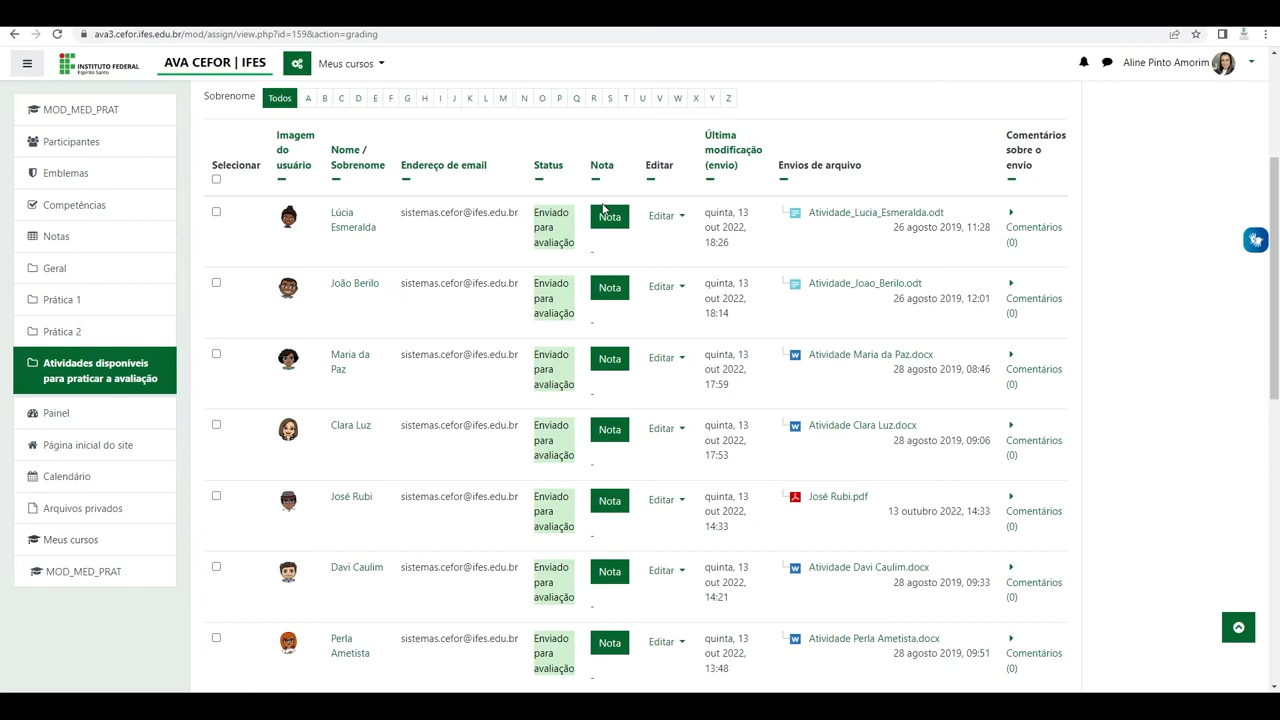 ava3.cefor.ifes.edu.br/mod/assign/view.php?id=159&action=grading
INSTITUTO FEDERAL
Espírito Santo
AVA CEFOR | IFES
Meus cursos
Aline Pinto Amorim
MOD_MED_PRAT
Participantes
Emblemas
Competências
Notas
Geral
Prática 1
Prática 2
Atividades disponíveis
para praticar a avaliação
Painel
Página inicial do site
Calendário
Arquivos privados
Meus cursos
MOD_MED_PRAT
Sobrenome Todos A B C D E F G H I J K L M N O P Q R S T U V W X Y Z
Selecionar
Imagem
do
usuário
Nome /
Sobrenome
Endereço de email
Status
Nota
Editar
Última
modificação
(envio)
Envios de arquivo
Comentários
sobre o
envio
Lúcia
Esmeralda
sistemas.cefor@ifes.edu.br
Enviado
para
avaliação
Nota
-
Editar
quinta, 13
out 2022,
18:26
Atividade_Lucia_Esmeralda.odt
26 agosto 2019, 11:28
Comentários
(0)
João Berilo
sistemas.cefor@ifes.edu.br
Enviado
para
avaliação
Nota
-
Editar
quinta, 13
out 2022,
18:14
Atividade_Joao_Berilo.odt
26 agosto 2019, 12:01
Comentários
(0)
Maria da
Paz
sistemas.cefor@ifes.edu.br
Enviado
para
avaliação
Nota
-
Editar
quinta, 13
out 2022,
17:59
Atividade Maria da Paz.docx
28 agosto 2019, 08:46
Comentários
(0)
Clara Luz
sistemas.cefor@ifes.edu.br
Enviado
para
avaliação
Nota
-
Editar
quinta, 13
out 2022,
17:53
Atividade Clara Luz.docx
28 agosto 2019, 09:06
Comentários
(0)
José Rubi
sistemas.cefor@ifes.edu.br
Enviado
para
avaliação
Nota
-
Editar
quinta, 13
out 2022,
14:33
José Rubi.pdf
13 outubro 2022, 14:33
Comentários
(0)
Davi Caulim
sistemas.cefor@ifes.edu.br
Enviado
para
avaliação
Nota
-
Editar
quinta, 13
out 2022,
14:21
Atividade Davi Caulim.docx
28 agosto 2019, 09:33
Comentários
(0)
Perla
Ametista
sistemas.cefor@ifes.edu.br
Enviado
para
avaliação
Nota
-
Editar
quinta, 13
out 2022,
13:48
Atividade Perla Ametista.docx
28 agosto 2019, 09:51
Comentários
(0)